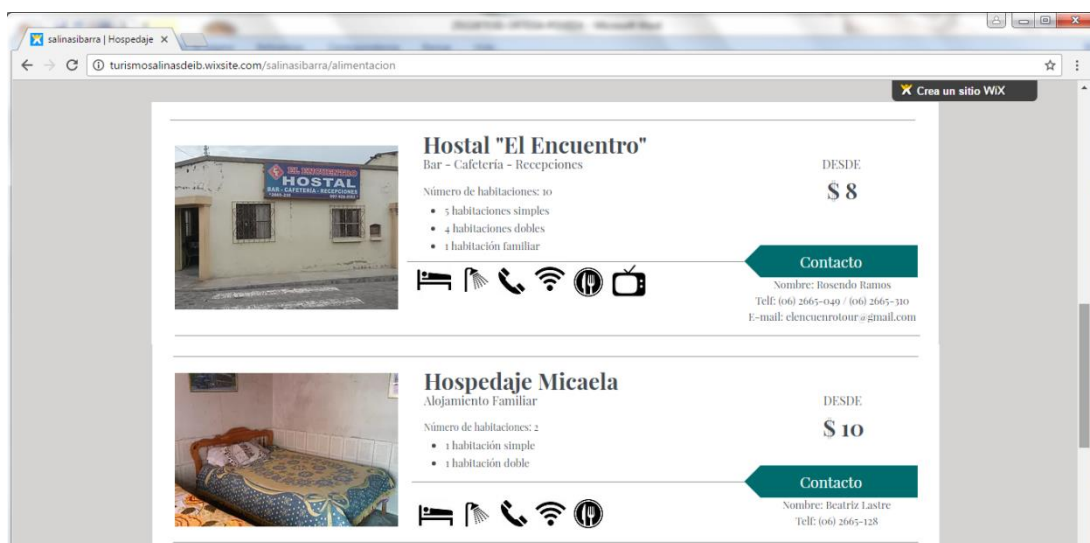 salinasibarra | Hospedaje
turismosalinasdeib.wixsite.com/salinasibarra/alimentacion
Crea un sitio WiX
Hostal "El Encuentro"
Bar - Cafetería - Recepciones
Número de habitaciones: 10
5 habitaciones simples
4 habitaciones dobles
1 habitación familiar
DESDE
$ 8
Contacto
Nombre: Rosendo Ramos
Telf: (06) 2665-049 / (06) 2665-310
E-mail: elencuenrotour@gmail.com
EL ENCUENTRO
HOSTAL
BAR - CAFETERÍA - RECEPCIONES
Hospedaje Micaela
Alojamiento Familiar
Número de habitaciones: 2
1 habitación simple
1 habitación doble
DESDE
$ 10
Contacto
Nombre: Beatriz Lastre
Telf: (06) 2665-128